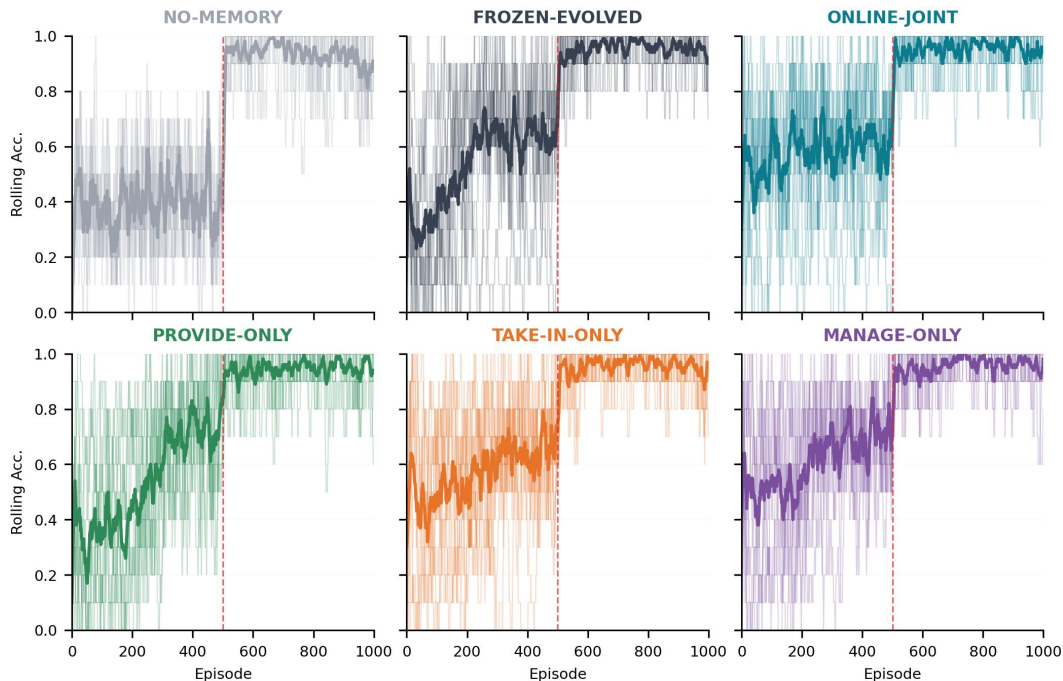 NO-MEMORY
FROZEN-EVOLVED
ONLINE-JOINT
1.0
0.8
0.6
0.4
0.2
0.0
Rolling Acc.
PROVIDE-ONLY
TAKE-IN-ONLY
MANAGE-ONLY
1.0
0.8
0.6
0.4
0.2
0.0
Rolling Acc.
0 200 400 600 800 1000
0 200 400 600 800 1000
0 200 400 600 800 1000
Episode
Episode
Episode